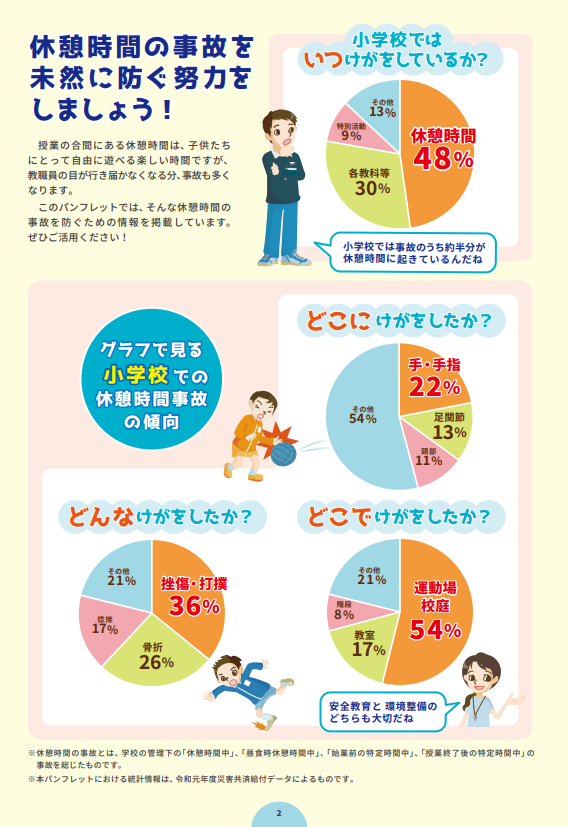 休憩時間の事故を
未然に防ぐ努力を
しましょう！
授業の合間にある休憩時間は、子供たち
にとって自由に遊べる楽しい時間ですが、
教職員の目が行き届かなくなる分、事故も多く
なります。
このパンフレットでは、そんな休憩時間の
事故を防ぐための情報を掲載しています。
ぜひご活用ください！
小学校では
いつけがをしているか？
その他
13%
特別活動
9%
各教科等
30%
休憩時間
48%
小学校では事故のうち約半分が
休憩時間に起きているんだね
グラフで見る
小学校での
休憩時間事故
の傾向
どこにけがをしたか？
その他
54%
手・手指
22%
足関節
13%
頭部
11%
どんなけがをしたか？
その他
21%
捻挫
17%
骨折
26%
挫傷・打撲
36%
どこでけがをしたか？
その他
21%
階段
8%
教室
17%
運動場
校庭
54%
安全教育と 環境整備の
どちらも大切だね
※休憩時間の事故とは、学校の管理下の「休憩時間中」、「昼食時休憩時間中」、「始業前の特定時間中」、「授業終了後の特定時間中」の
事故を総じたものです。
※本パンフレットにおける統計情報は、令和元年度災害共済給付データによるものです。
2